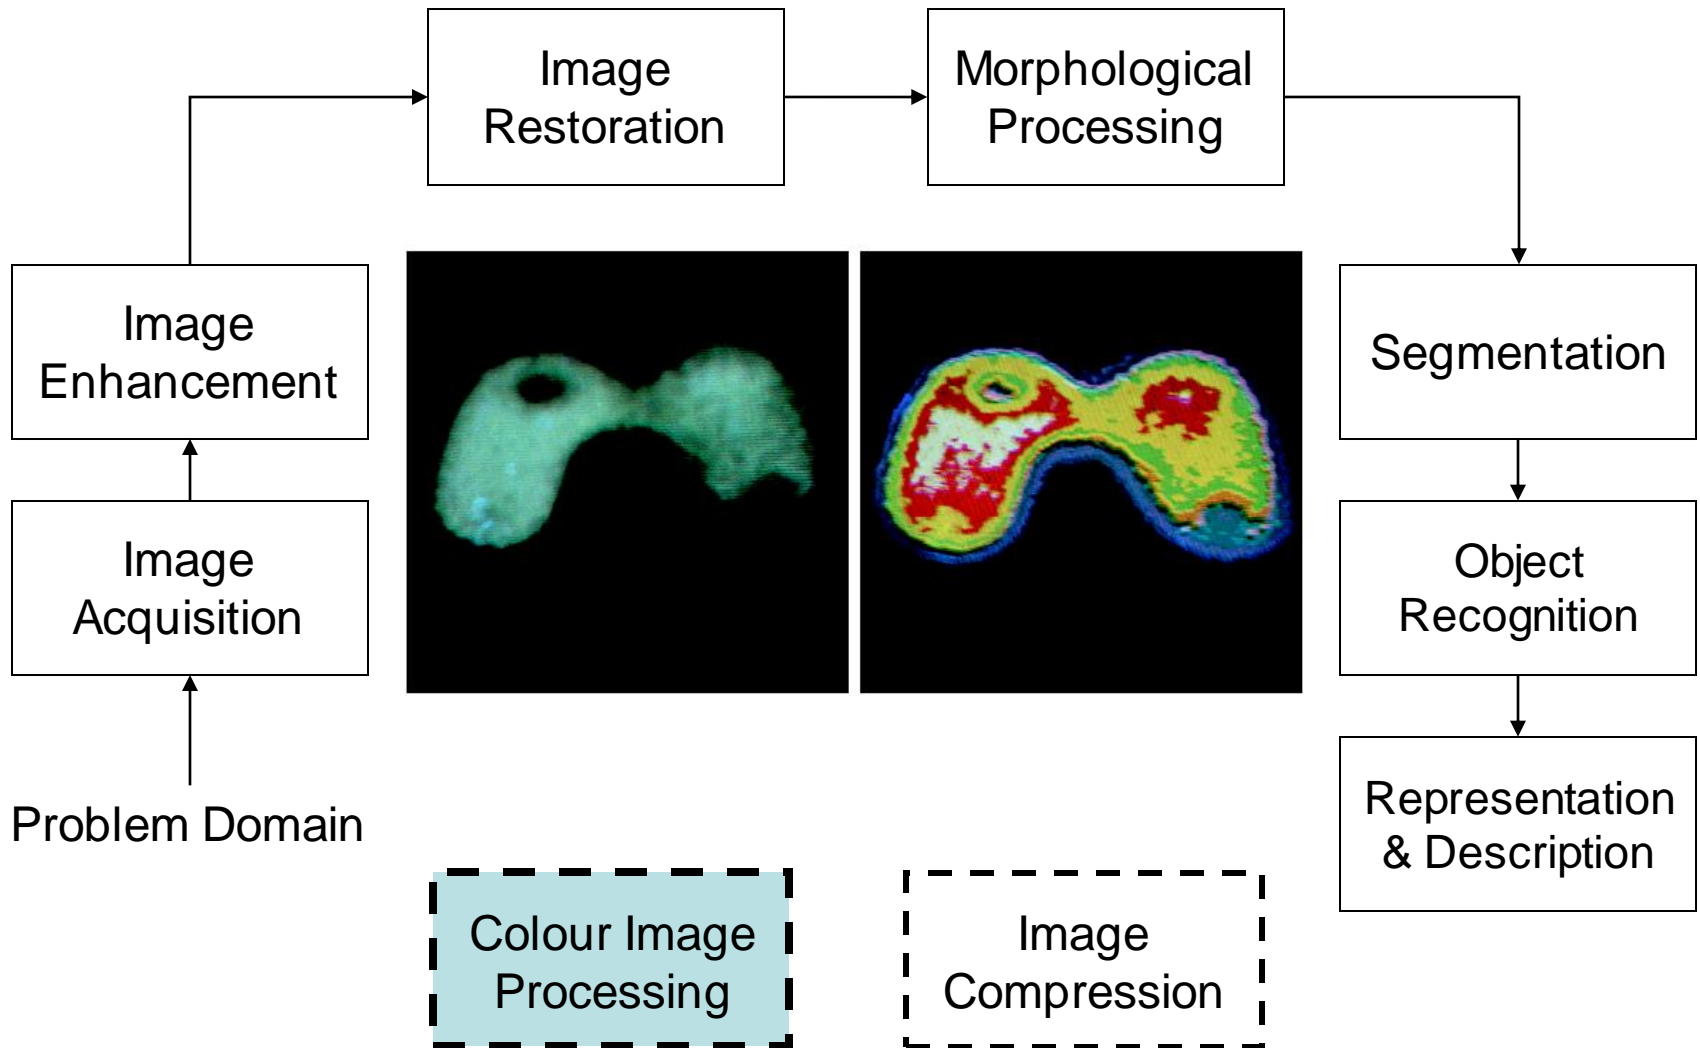 Image
Restoration
Morphological
Processing
Image
Enhancement
Segmentation
Image
Acquisition
Object
Recognition
Problem Domain
Representation
& Description
Colour Image
Processing
Image
Compression